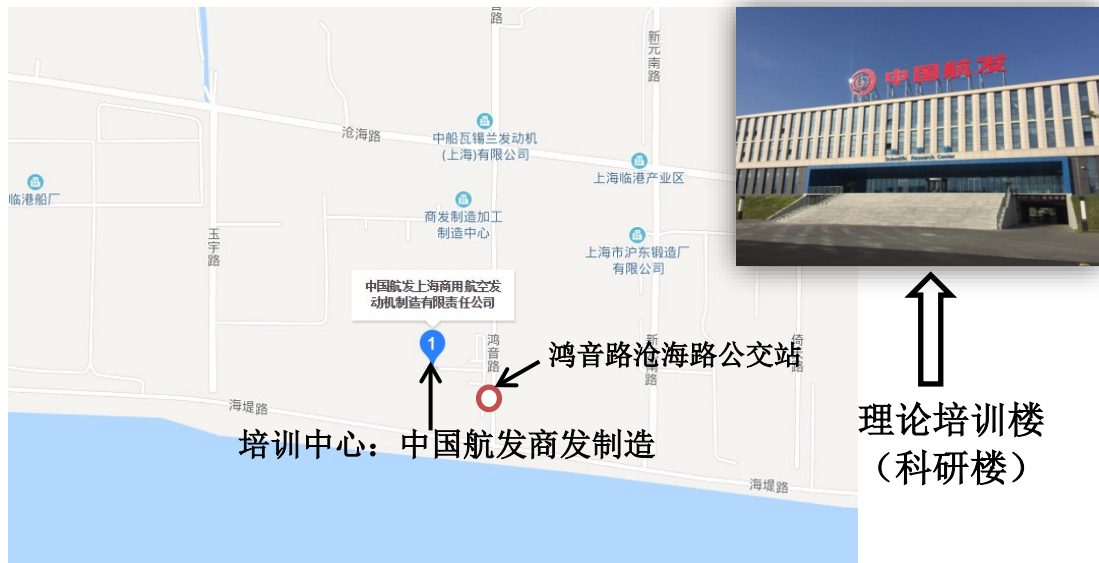 音路
新元南路
沧海路
中船瓦锡兰发动机
(上海)有限公司
上海临港产业区
临港船厂
商发制造加工
制造中心
玉宇路
上海市沪东锻造厂
有限公司
中国航发上海商用航空发
动机制造有限责任公司
1
鸿音路
鸿音路沧海路公交站
海堤路
培训中心：中国航发商发制造
海堤路
中国航发
Scientific Research Center
理论培训楼
（科研楼）